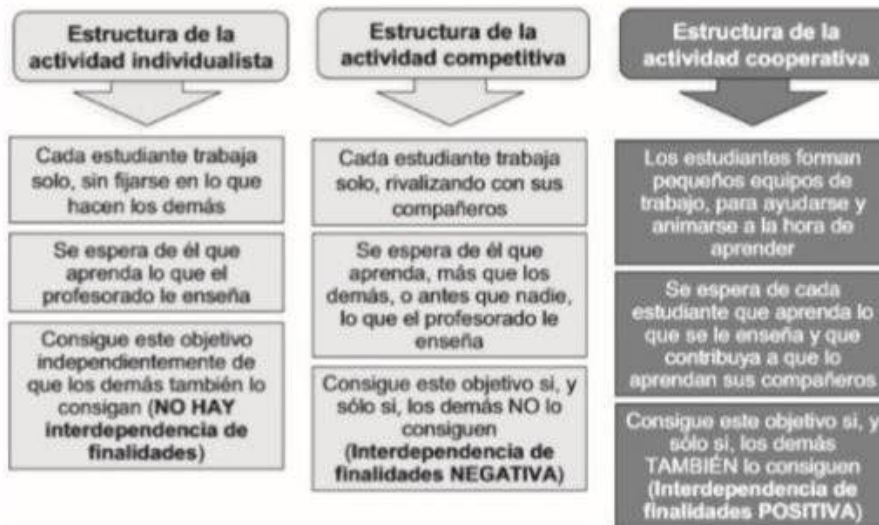 Estructura de la
actividad individualista
Cada estudiante trabaja
solo, sin fijarse en lo que
hacen los demás
Se espera de él que
aprenda lo que el
profesorado le enseña
Consigue este objetivo
independientemente de
que los demás también lo
consigan (NO HAY
interdependencia de
finalidades)
Estructura de la
actividad competitiva
Cada estudiante trabaja
solo, rivalizando con sus
compañeros
Se espera de él que
aprenda, más que los
demás, o antes que nadie,
lo que el profesorado le
enseña
Consigue este objetivo si, y
sólo si, los demás NO lo
consiguen
(Interdependencia de
finalidades NEGATIVA)
Estructura de la
actividad cooperativa
Los estudiantes forman
pequeños equipos de
trabajo, para ayudarse y
animarse a la hora de
aprender
Se espera de cada
estudiante que aprenda lo
que se le enseña y que
contribuya a que lo
aprendan sus compañeros
Consigue este objetivo si, y
sólo si, los demás
TAMBIÉN lo consiguen
(Interdependencia de
finalidades POSITIVA)